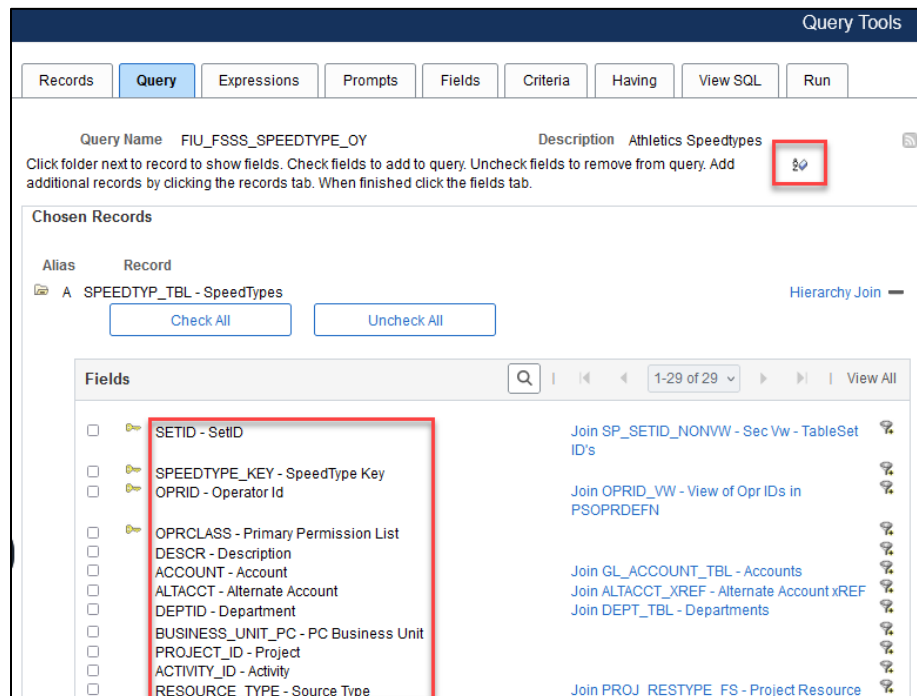 Query Tools
Records Query Expressions Prompts Fields Criteria Having View SQL Run
Query Name FIU_FSSS_SPEEDTYPE_OY Description Athletics Speedtypes
Click folder next to record to show fields. Check fields to add to query. Uncheck fields to remove from query. Add
additional records by clicking the records tab. When finished click the fields tab.
Chosen Records
Alias Record
A SPEEDTYP_TBL - SpeedTypes Hierarchy Join
Check All Uncheck All
Fields 1-29 of 29 View All
SETID - SetID Join SP_SETID_NONVW - Sec Vw - TableSet
ID's
SPEEDTYPE_KEY - SpeedType Key
OPRID - Operator Id Join OPRID_VW - View of Opr IDs in
PSOPRDEFN
OPRCLASS - Primary Permission List
DESCR - Description
ACCOUNT - Account Join GL_ACCOUNT_TBL - Accounts
ALTACCT - Alternate Account Join ALTACCT_XREF - Alternate Account xREF
DEPTID - Department Join DEPT_TBL - Departments
BUSINESS_UNIT_PC - PC Business Unit
PROJECT_ID - Project
ACTIVITY_ID - Activity
RESOURCE_TYPE - Source Type Join PROJ_RESTYPE_FS - Project Resource